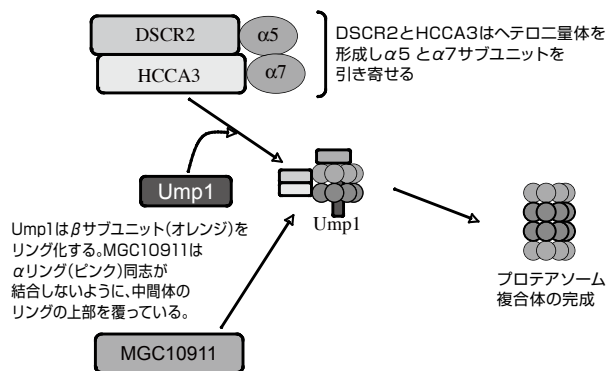 DSCR2
α5
HCCA3
α7
DSCR2とHCCA3はヘテロ二量体を
形成しα5 とα7サブユニットを
引き寄せる
Ump1
Ump1
Ump1はβサブユニット(オレンジ)を
リング化する。MGC10911は
αリング(ピンク)同志が
結合しないように、中間体の
リングの上部を覆っている。
プロテアソーム
複合体の完成
MGC10911